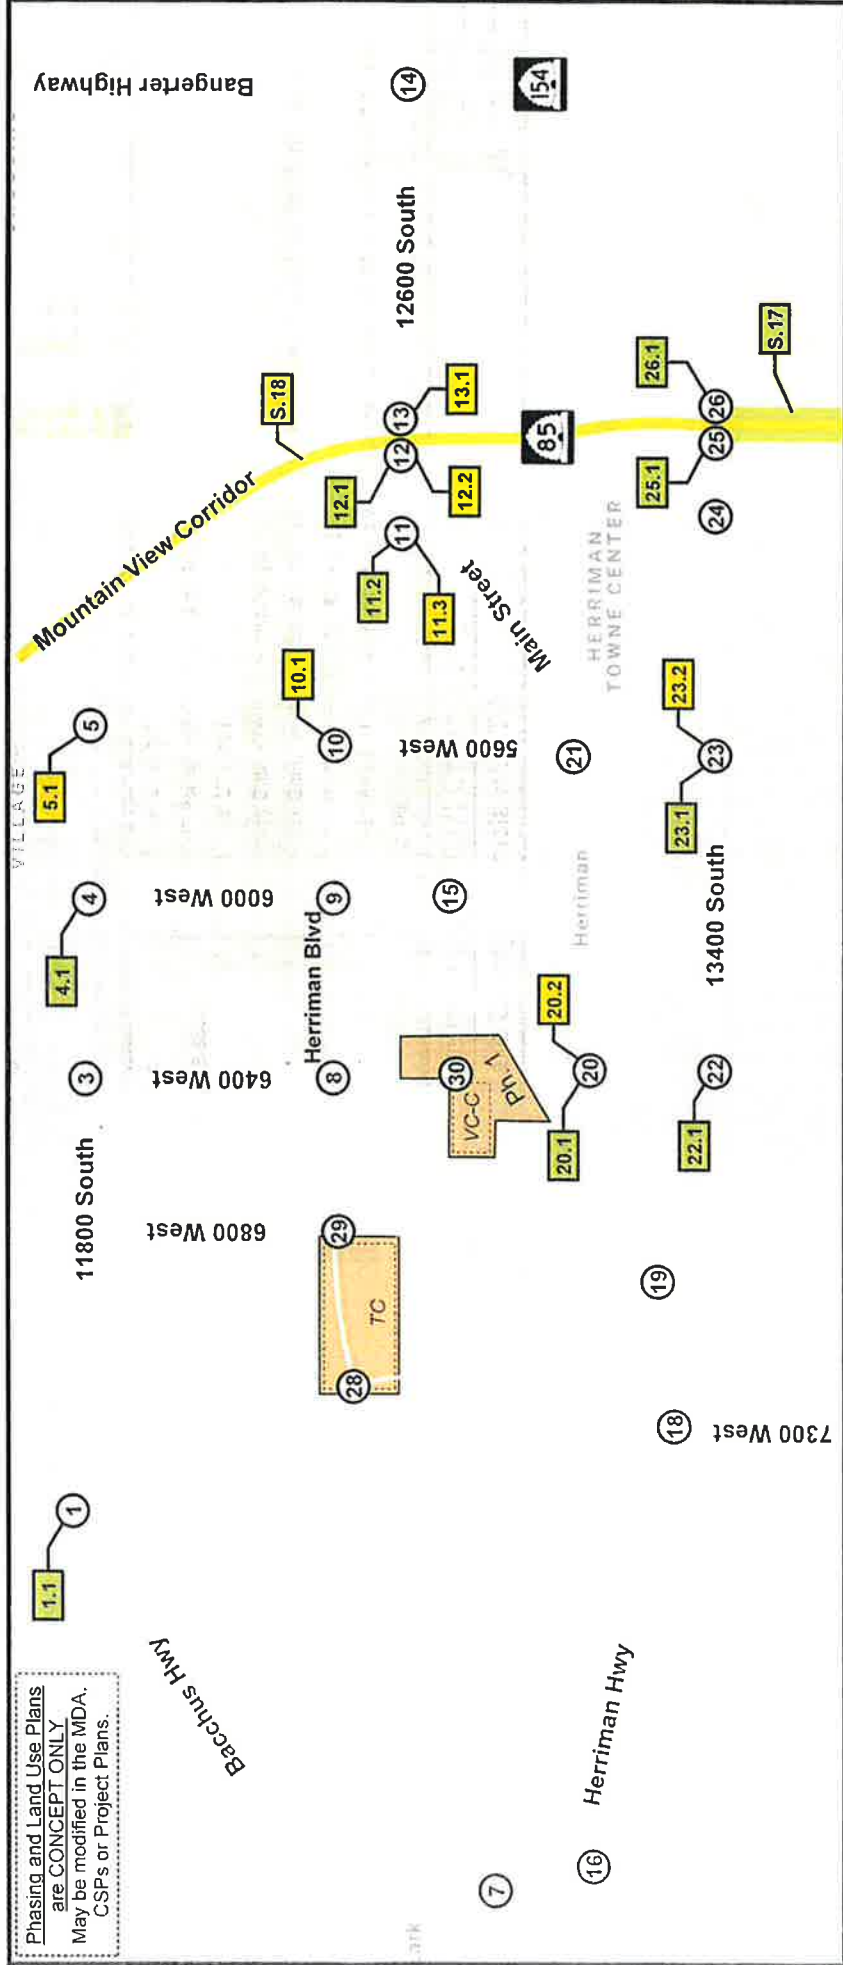 Phasing and Land Use Plans
are CONCEPT ONLY
May be modified in the MDA,
CSPs or Project Plans.
1.1
1
11800 South
3
4.1
4
5.1
5
VILLAGE
Mountain View Corridor
S.18
Bangerter Highway
Bacchus Hwy
6800 West
6400 West
6000 West
Herriman Blvd
28
TC
29
8
9
10.1
10
5600 West
11.2
11
11.3
12.1
12
12.2
13
13.1
12600 South
14
154
85
Main Street
7
VC-C
30
Ph. 1
15
16
Herriman Hwy
20.1
20.2
20
Herriman
21
HERRIMAN
TOWNE CENTER
18
7300 West
19
22.1
22
13400 South
23.1
23.2
23
24
25.1
25
26.1
26
S.17